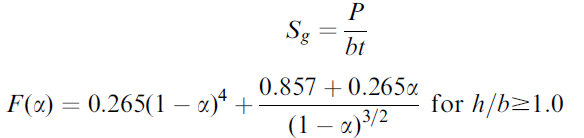 S_g = P/bt
F(α) = 0.265(1 − α)⁴ + (0.857 + 0.265α)/(1 − α)^{3/2} for h/b≥1.0